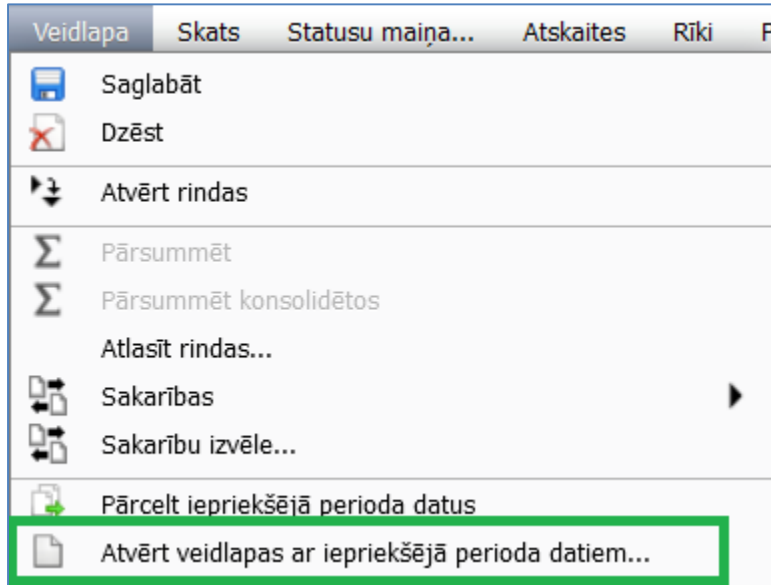 Veidlapa Skats Statusu maiņa... Atskaites Rīki
Saglabāt
Dzēst
Atvērt rindas
Pārsummēt
Pārsummēt konsolidētos
Atlasīt rindas...
Sakarības
Sakarību izvēle...
Pārcelt iepriekšējā perioda datus
Atvērt veidlapas ar iepriekšējā perioda datiem...